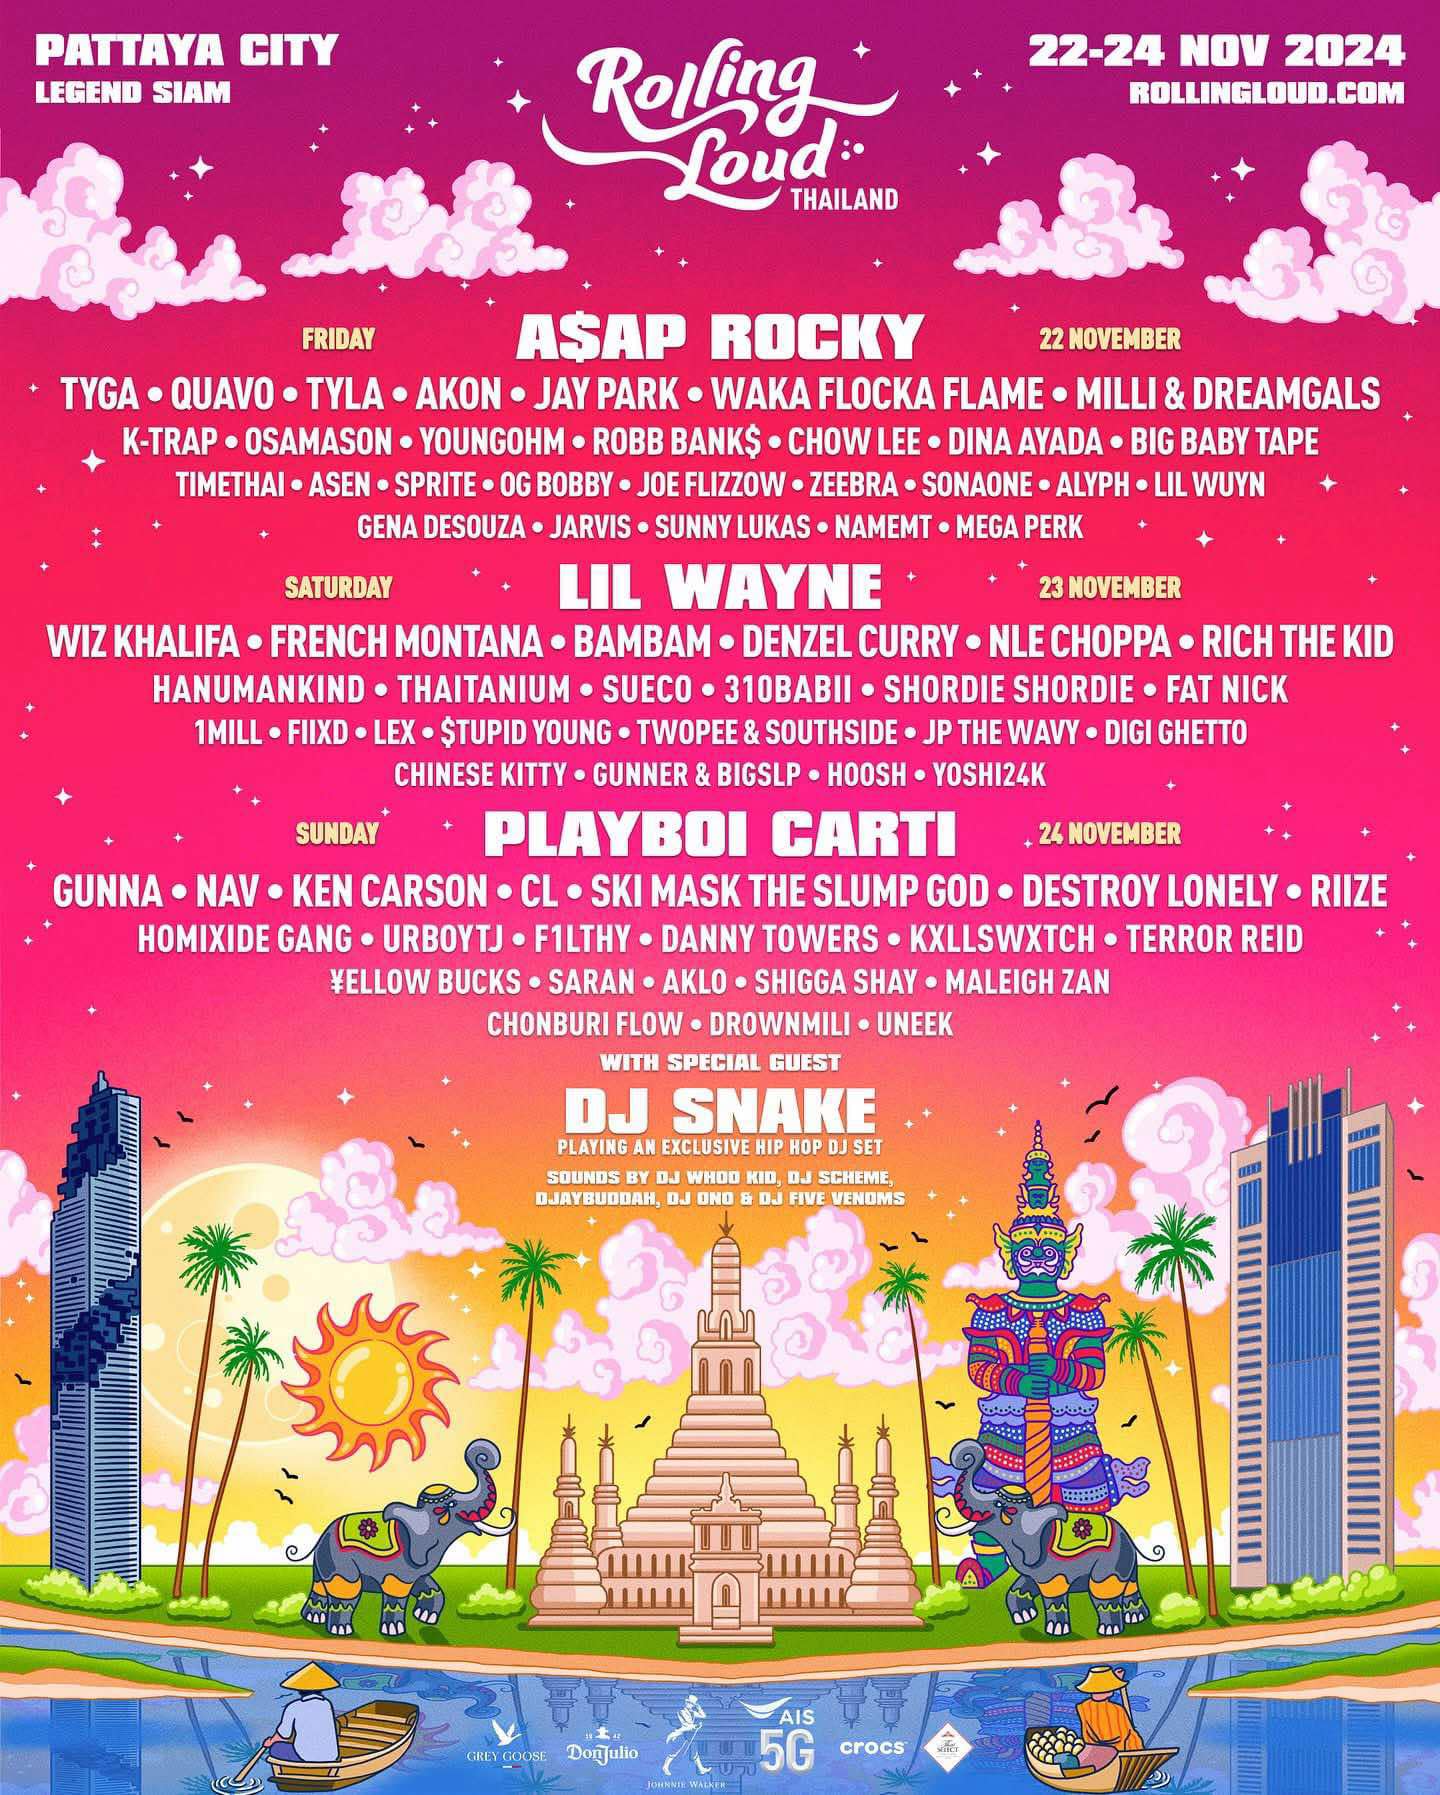 PATTAYA CITY
LEGEND SIAM
Rolling
Loud
THAILAND
22-24 NOV 2024
ROLLINGLOUD.COM
FRIDAY
A$AP ROCKY
22 NOVEMBER
TYGA • QUAVO • TYLA • AKON • JAY PARK • WAKA FLOCKA FLAME • MILLI & DREAMGALS
K-TRAP • OSAMASON • YOUNGOHM • ROBB BANK$ • CHOW LEE • DINA AYADA • BIG BABY TAPE
TIMETHAI • ASEN • SPRITE • OG BOBBY • JOE FLIZZOW • ZEEBRA • SONAONE • ALYPH • LIL WUYN
GENA DESOUZA • JARVIS • SUNNY LUKAS • NAMEMT • MEGA PERK
SATURDAY
LIL WAYNE
23 NOVEMBER
WIZ KHALIFA • FRENCH MONTANA • BAMBAM • DENZEL CURRY • NLE CHOPPA • RICH THE KID
HANUMANKIND • THAITANIUM • SUECO • 310BABII • SHORDIE SHORDIE • FAT NICK
1MILL • FIIXD • LEX • $TUPID YOUNG • TWOPEE & SOUTHSIDE • JP THE WAVY • DIGI GHETTO
CHINESE KITTY • GUNNER & BIGSLP • HOOSH • YOSHI24K
SUNDAY
PLAYBOI CARTI
24 NOVEMBER
GUNNA • NAV • KEN CARSON • CL • SKI MASK THE SLUMP GOD • DESTROY LONELY • RIIZE
HOMIXIDE GANG • URBOYTJ • F1LTHY • DANNY TOWERS • KXLLSWXTCH • TERROR REID
¥ELLOW BUCKS • SARAN • AKLO • SHIGGA SHAY • MALEIGH ZAN
CHONBURI FLOW • DROWNMILI • UNEEK
WITH SPECIAL GUEST
DJ SNAKE
PLAYING AN EXCLUSIVE HIP HOP DJ SET
SOUNDS BY DJ WHOO KID, DJ SCHEME,
DJAYBUDDAH, DJ ONO & DJ FIVE VENOMS
GREY GOOSE
19 42
Don Julio
JOHNNIE WALKER
AIS
5G
crocs
Thai
SELECT